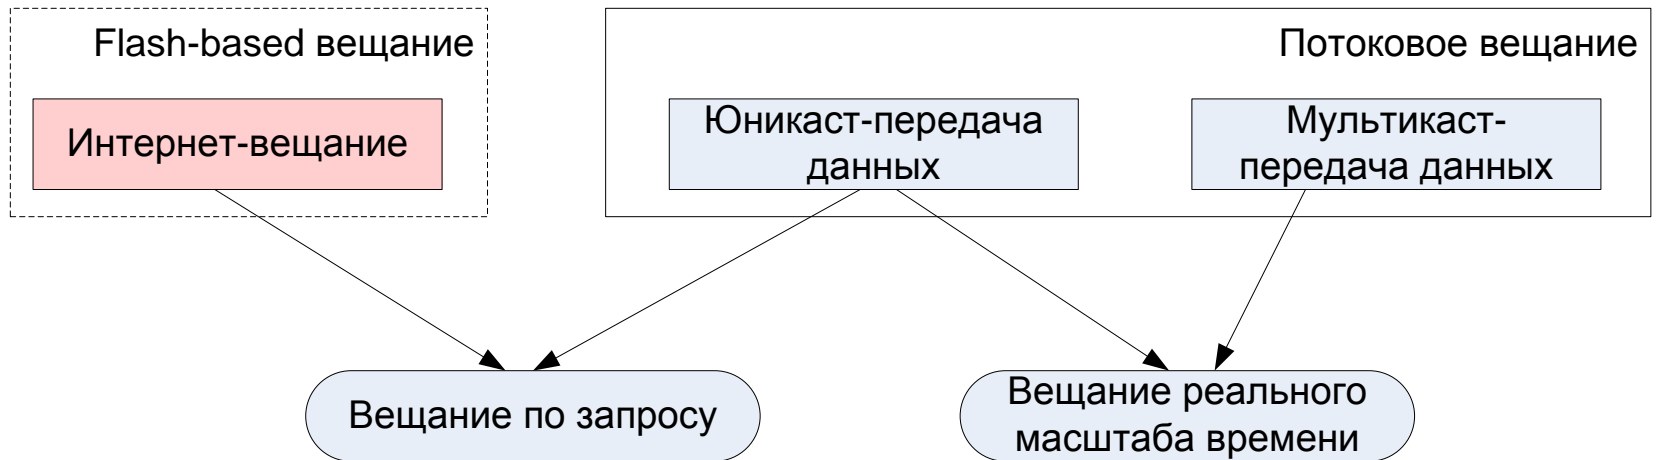 Flash-based вещание
Потоковое вещание
Интернет-вещание
Юникаст-передача
данных
Мультикаст-
передача данных
Вещание по запросу
Вещание реального
масштаба времени